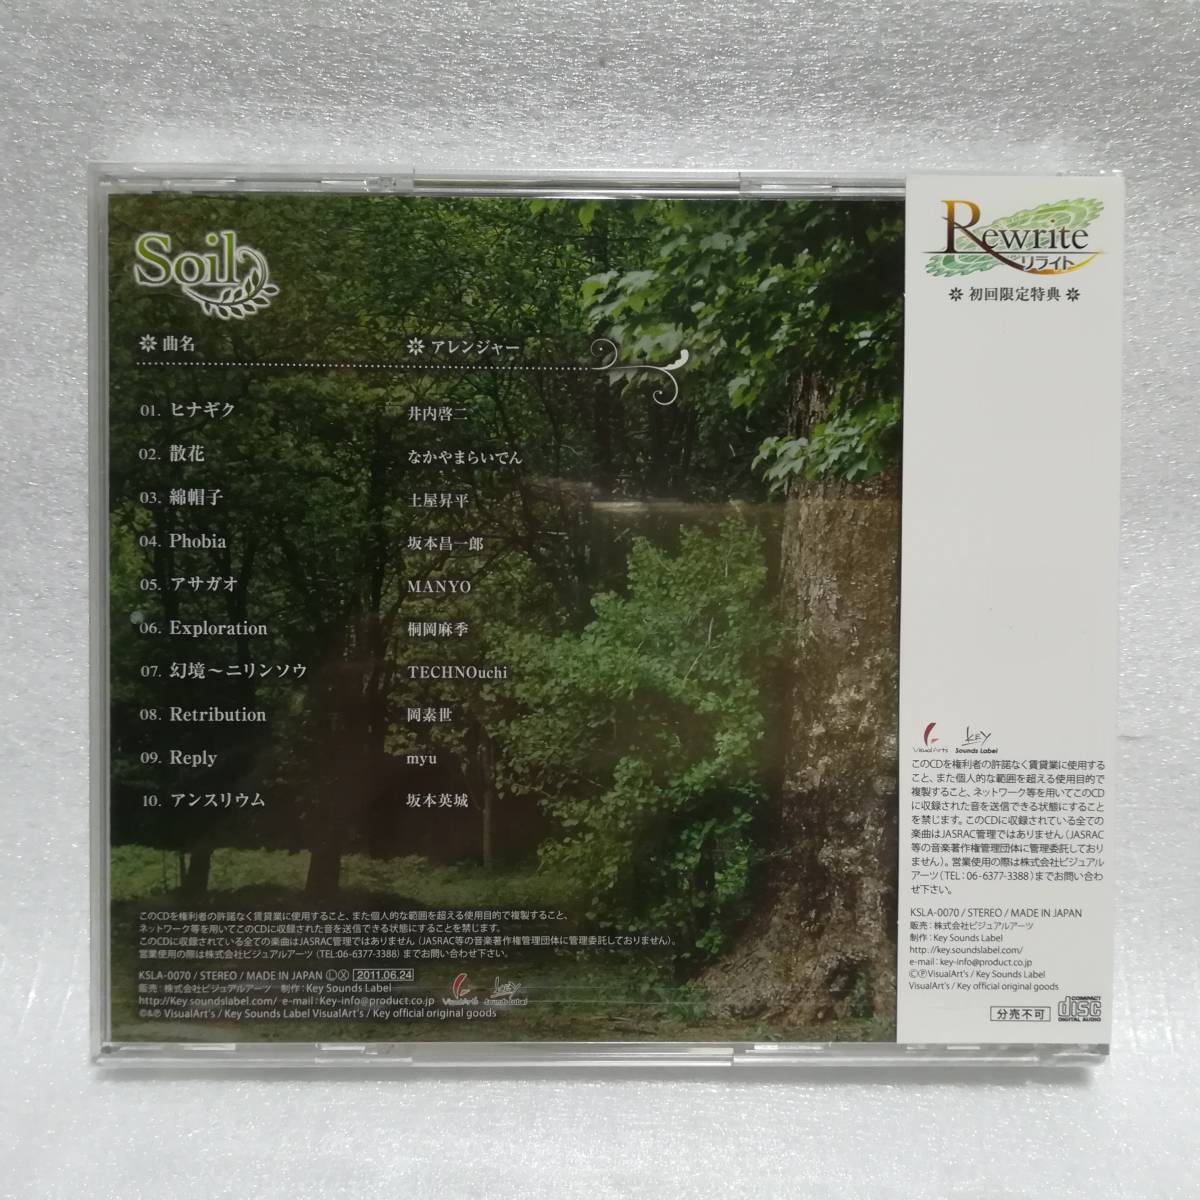 Soil
曲名 アレンジャー
01. ヒナギク 井内啓二
02. 散花 なかやまらいでん
03. 綿帽子 土屋昇平
04. Phobia 坂本昌一郎
05. アサガオ MANYO
06. Exploration 桐岡麻季
07. 幻境〜ニリンソウ TECHNOuchi
08. Retribution 岡素世
09. Reply myu
10. アンスリウム 坂本英城
このCDを権利者の許諾なく賃貸業に使用すること、また個人的な範囲を超える使用目的で複製すること、
ネットワーク等を用いてこのCDに収録された音を送信できる状態にすることを禁じます。
このCDに収録されている全ての楽曲はJASRAC管理ではありません（JASRAC等の音楽著作権管理団体に管理委託しておりません）。
営業使用の際は株式会社ビジュアルアーツ（TEL:06-6377-3388）までお問い合わせ下さい。
KSLA-0070 / STEREO / MADE IN JAPAN Ⓛ Ⓧ 2011.06.24
販売：株式会社ビジュアルアーツ 制作：Key Sounds Label
http://Key.soundslabel.com/ e-mail：Key-info@product.co.jp
VisualArt's Key Sounds Label
©&℗ VisualArt's / Key Sounds Label VisualArt's / Key official original goods
Rewrite
リライト
初回限定特典
VisualArt's Key Sounds Label
このCDを権利者の許諾なく賃貸業に使用する
こと、また個人的な範囲を超える使用目的で
複製すること、ネットワーク等を用いてこのCD
に収録された音を送信できる状態にすること
を禁じます。このCDに収録されている全ての
楽曲はJASRAC管理ではありません（JASRAC
等の音楽著作権管理団体に管理委託しており
ません）。営業使用の際は株式会社ビジュアル
アーツ（TEL：06-6377-3388）までお問い合わ
せ下さい。
KSLA-0070 / STEREO / MADE IN JAPAN
販売：株式会社ビジュアルアーツ
制作：Key Sounds Label
http://key.soundslabel.com/
e-mail：key-info@product.co.jp
ⒸⓅVisualArt's / Key Sounds Label
VisualArt's / Key official original goods
分売不可 COMPACT disc DIGITAL AUDIO